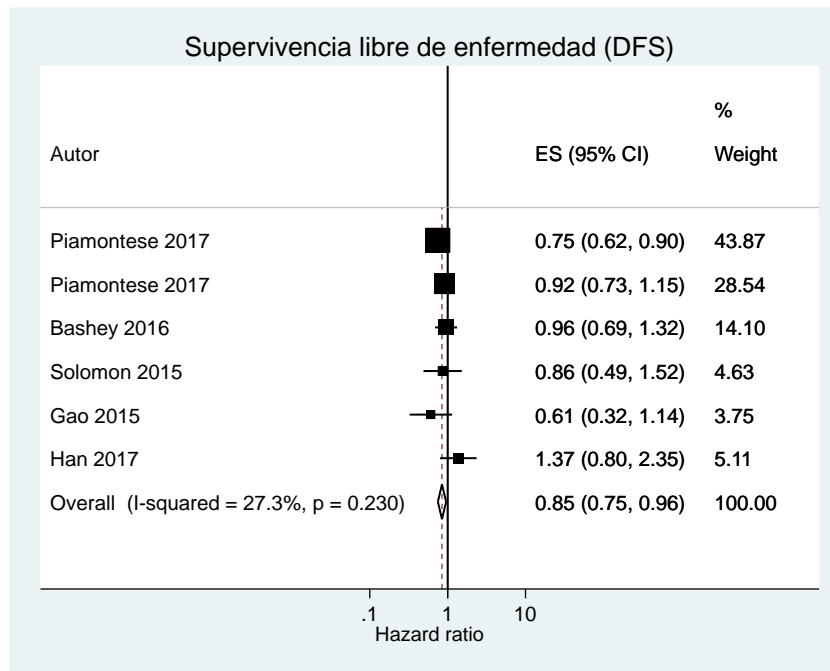 Supervivencia libre de enfermedad (DFS)
%
Autor ES (95% CI) Weight
Piamontese 2017 0.75 (0.62, 0.90) 43.87
Piamontese 2017 0.92 (0.73, 1.15) 28.54
Bashey 2016 0.96 (0.69, 1.32) 14.10
Solomon 2015 0.86 (0.49, 1.52) 4.63
Gao 2015 0.61 (0.32, 1.14) 3.75
Han 2017 1.37 (0.80, 2.35) 5.11
Overall (I-squared = 27.3%, p = 0.230) 0.85 (0.75, 0.96) 100.00
.1 1 10
Hazard ratio